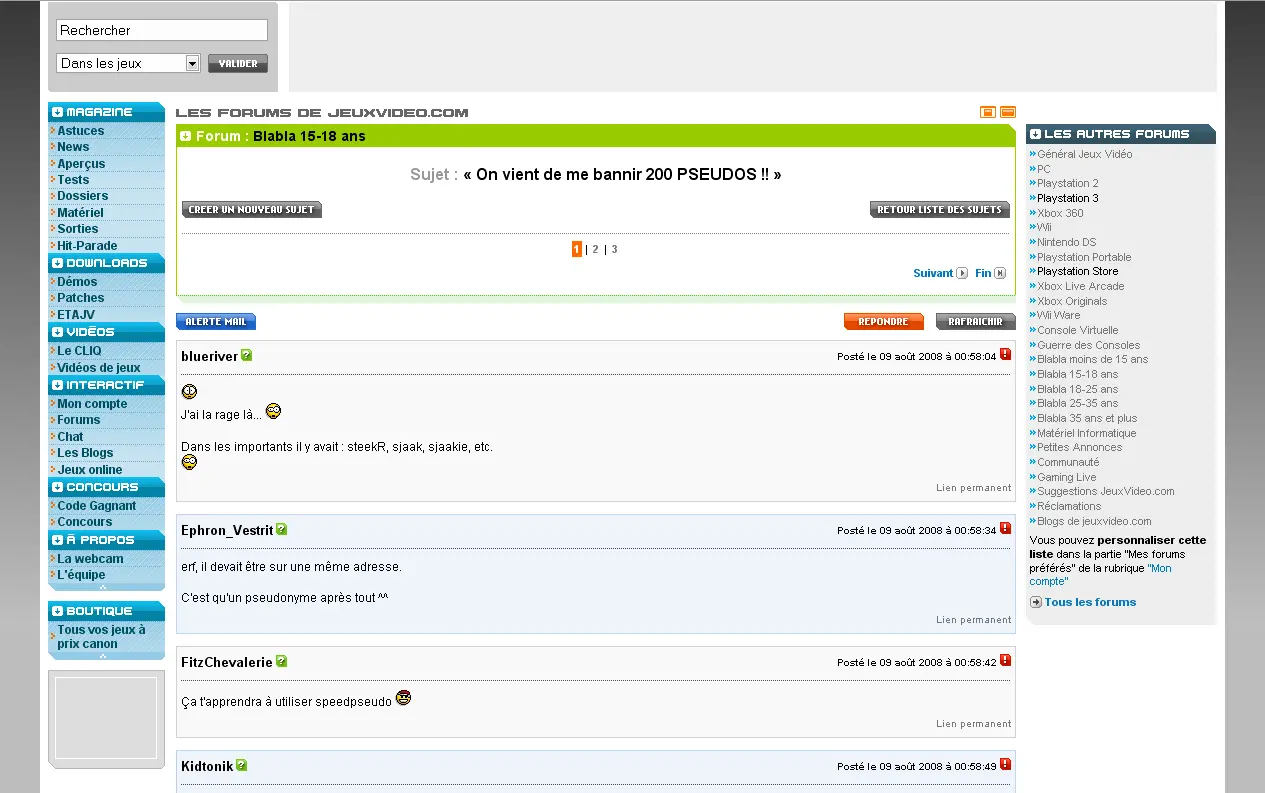 Rechercher
Dans les jeux
VALIDER
MAGAZINE
Astuces
News
Aperçus
Tests
Dossiers
Matériel
Sorties
Hit-Parade
DOWNLOADS
Démos
Patches
ETAJV
VIDÉOS
Le CLIQ
Vidéos de jeux
INTERACTIF
Mon compte
Forums
Chat
Les Blogs
Jeux online
CONCOURS
Code Gagnant
Concours
À PROPOS
La webcam
L'équipe
BOUTIQUE
Tous vos jeux à
prix canon
LES FORUMS DE JEUXVIDEO.COM
Forum : Blabla 15-18 ans
Sujet : « On vient de me bannir 200 PSEUDOS !! »
CREER UN NOUVEAU SUJET
RETOUR LISTE DES SUJETS
1 | 2 | 3
Suivant Fin
ALERTE MAIL
REPONDRE
RAFRAICHIR
blueriver Posté le 09 août 2008 à 00:58:04
J'ai la rage là...
Dans les importants il y avait : steekR, sjaak, sjaakie, etc.
Lien permanent
Ephron_Vestrit Posté le 09 août 2008 à 00:58:34
erf, il devait être sur une même adresse.
C'est qu'un pseudonyme après tout ^^
Lien permanent
FitzChevalerie Posté le 09 août 2008 à 00:58:42
Ça t'apprendra à utiliser speedpseudo
Lien permanent
Kidtonik Posté le 09 août 2008 à 00:58:49
LES AUTRES FORUMS
Général Jeux Vidéo
PC
Playstation 2
Playstation 3
Xbox 360
Wii
Nintendo DS
Playstation Portable
Playstation Store
Xbox Live Arcade
Xbox Originals
Wii Ware
Console Virtuelle
Guerre des Consoles
Blabla moins de 15 ans
Blabla 15-18 ans
Blabla 18-25 ans
Blabla 25-35 ans
Blabla 35 ans et plus
Matériel Informatique
Petites Annonces
Communauté
Gaming Live
Suggestions JeuxVideo.com
Réclamations
Blogs de jeuxvideo.com
Vous pouvez personnaliser cette
liste dans la partie "Mes forums
préférés" de la rubrique "Mon
compte"
Tous les forums